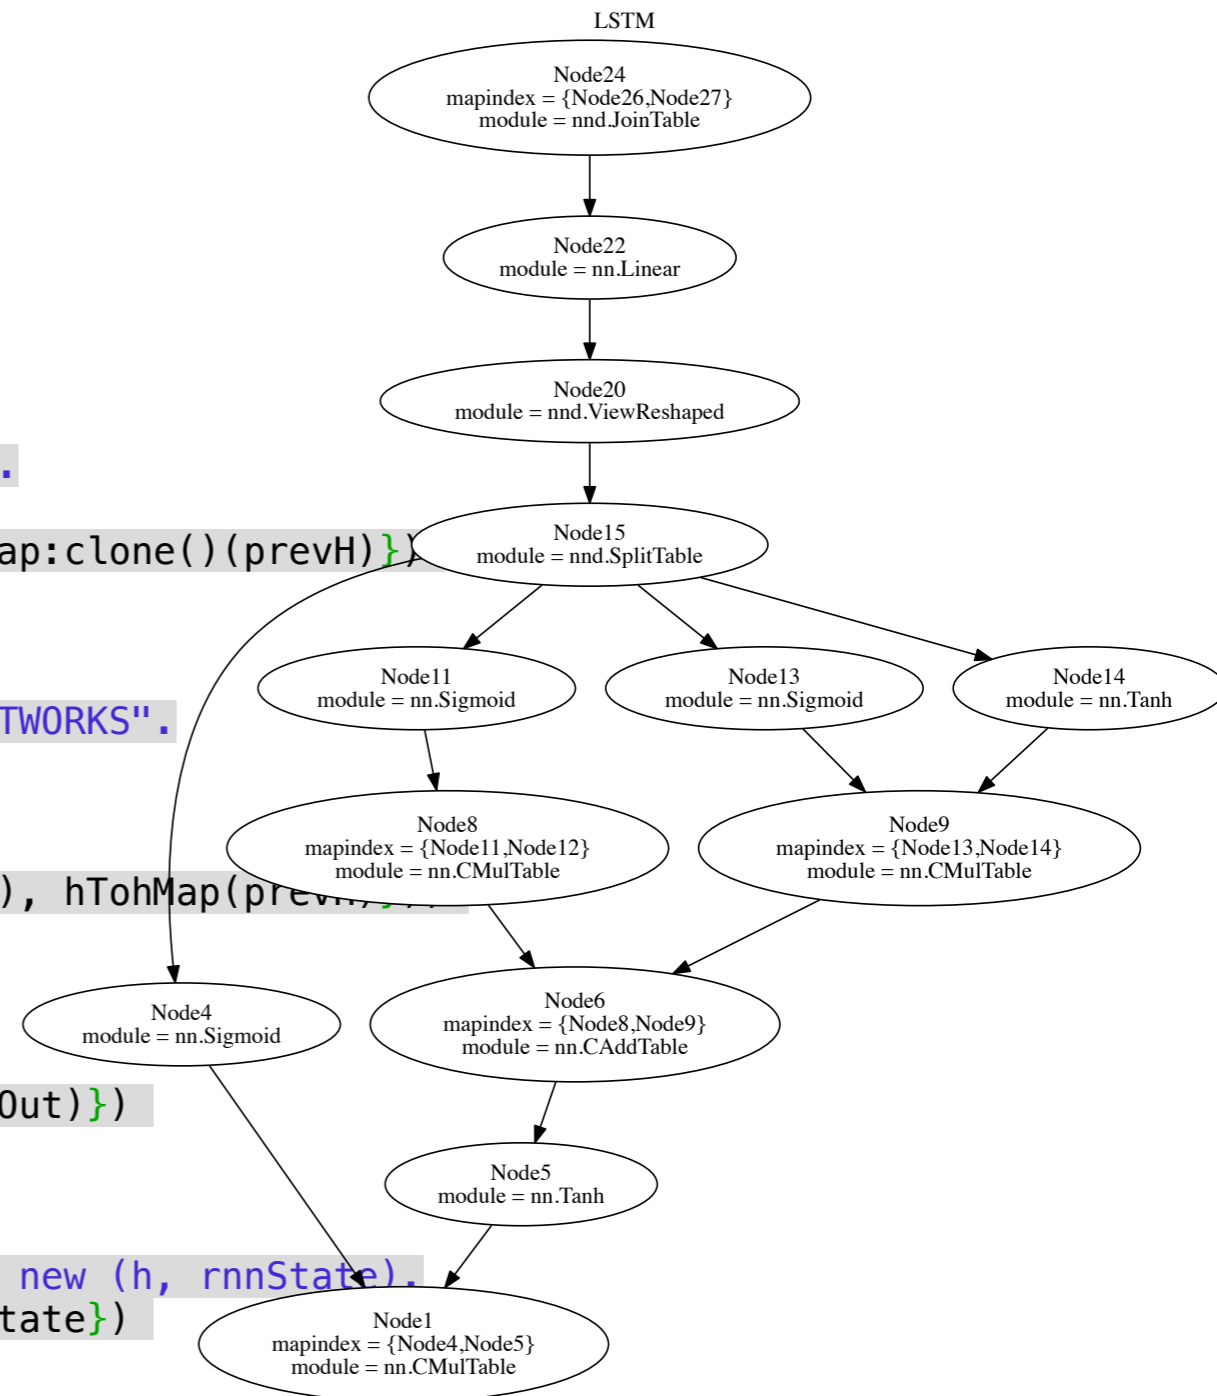 LSTM
Node24
mapindex = {Node26,Node27}
module = nnd.JoinTable
Node22
module = nn.Linear
Node20
module = nnd.ViewReshaped
.
Node15
module = nnd.SplitTable
ap:clone()(prevH)})
Node11
module = nn.Sigmoid
Node13
module = nn.Sigmoid
Node14
module = nn.Tanh
TWORKS".
Node8
mapindex = {Node11,Node12}
module = nn.CMulTable
Node9
mapindex = {Node13,Node14}
module = nn.CMulTable
), hTohMap(
Node4
module = nn.Sigmoid
Node6
mapindex = {Node8,Node9}
module = nn.CAddTable
Out)})
Node5
module = nn.Tanh
new (h, rnnState).
tate})
Node1
mapindex = {Node4,Node5}
module = nn.CMulTable